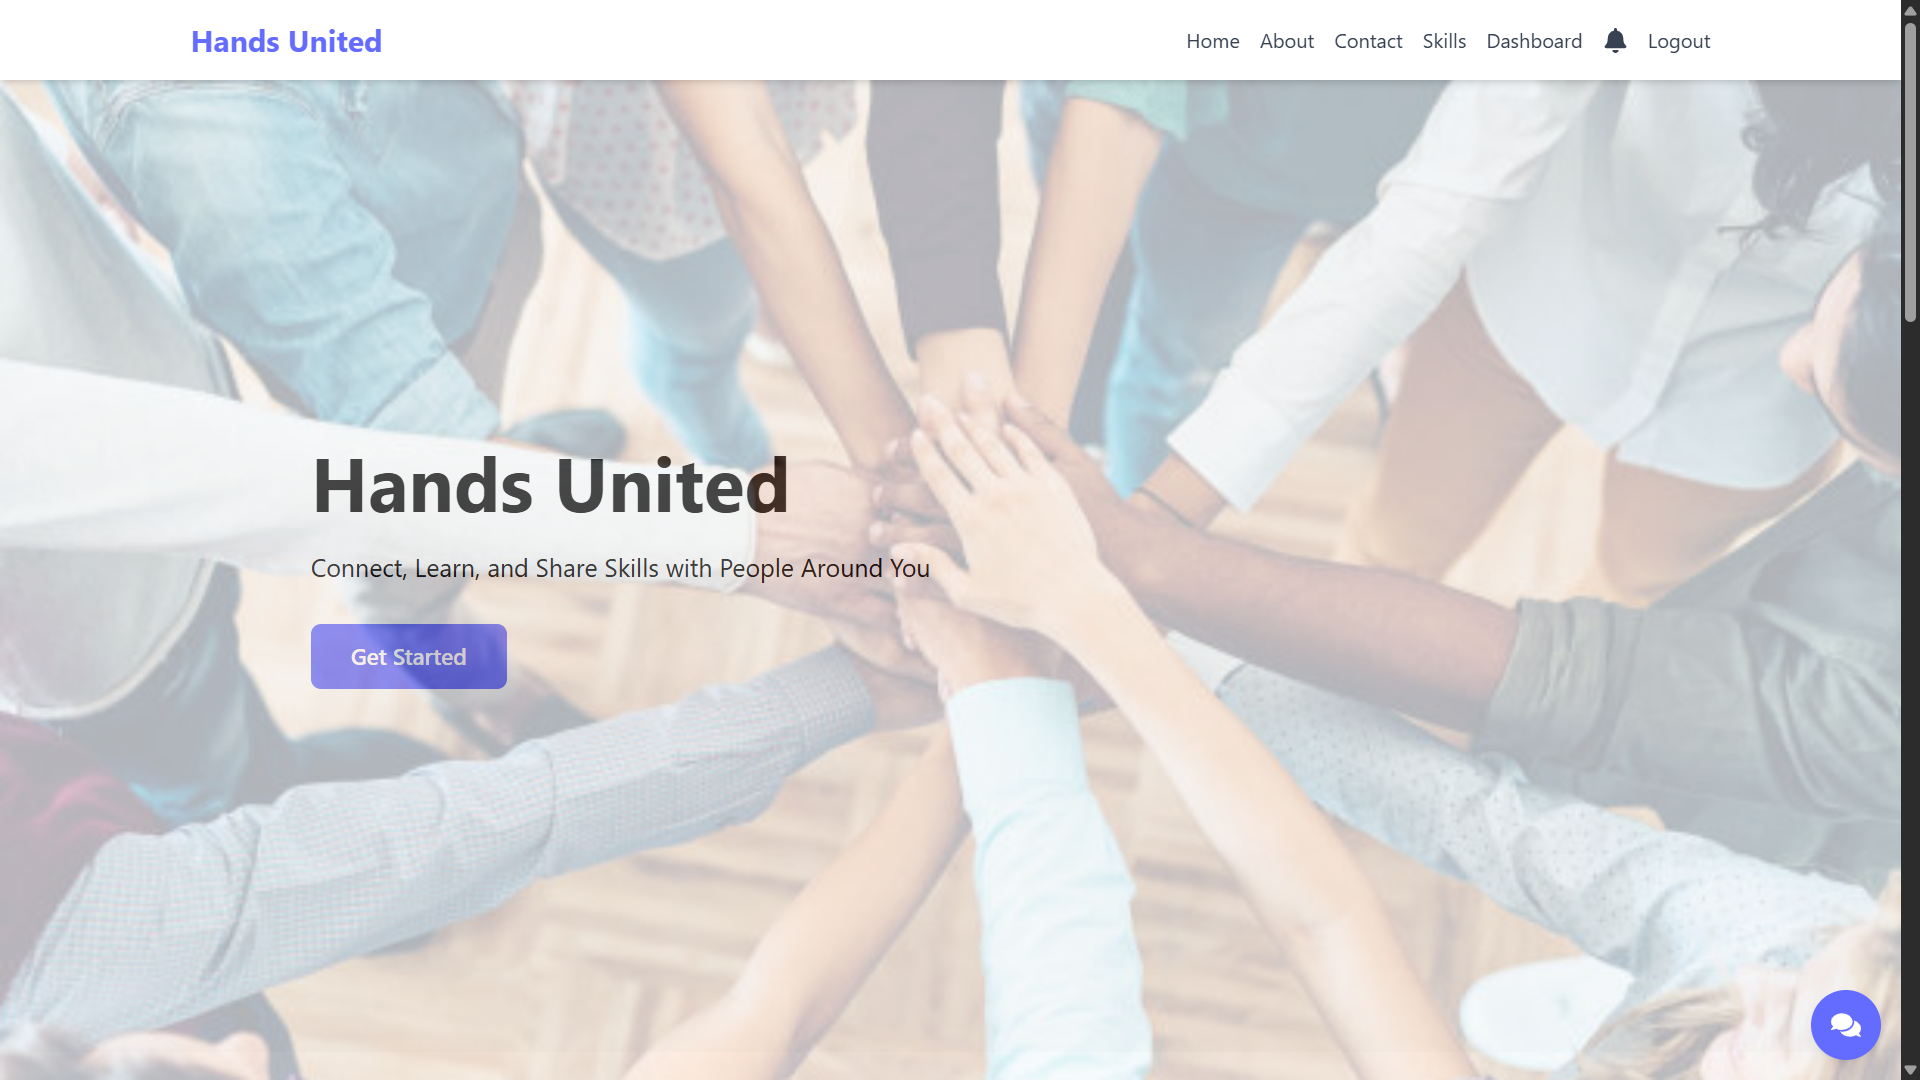 Hands United
Home About Contact Skills Dashboard Logout
Hands United
Connect, Learn, and Share Skills with People Around You
Get Started